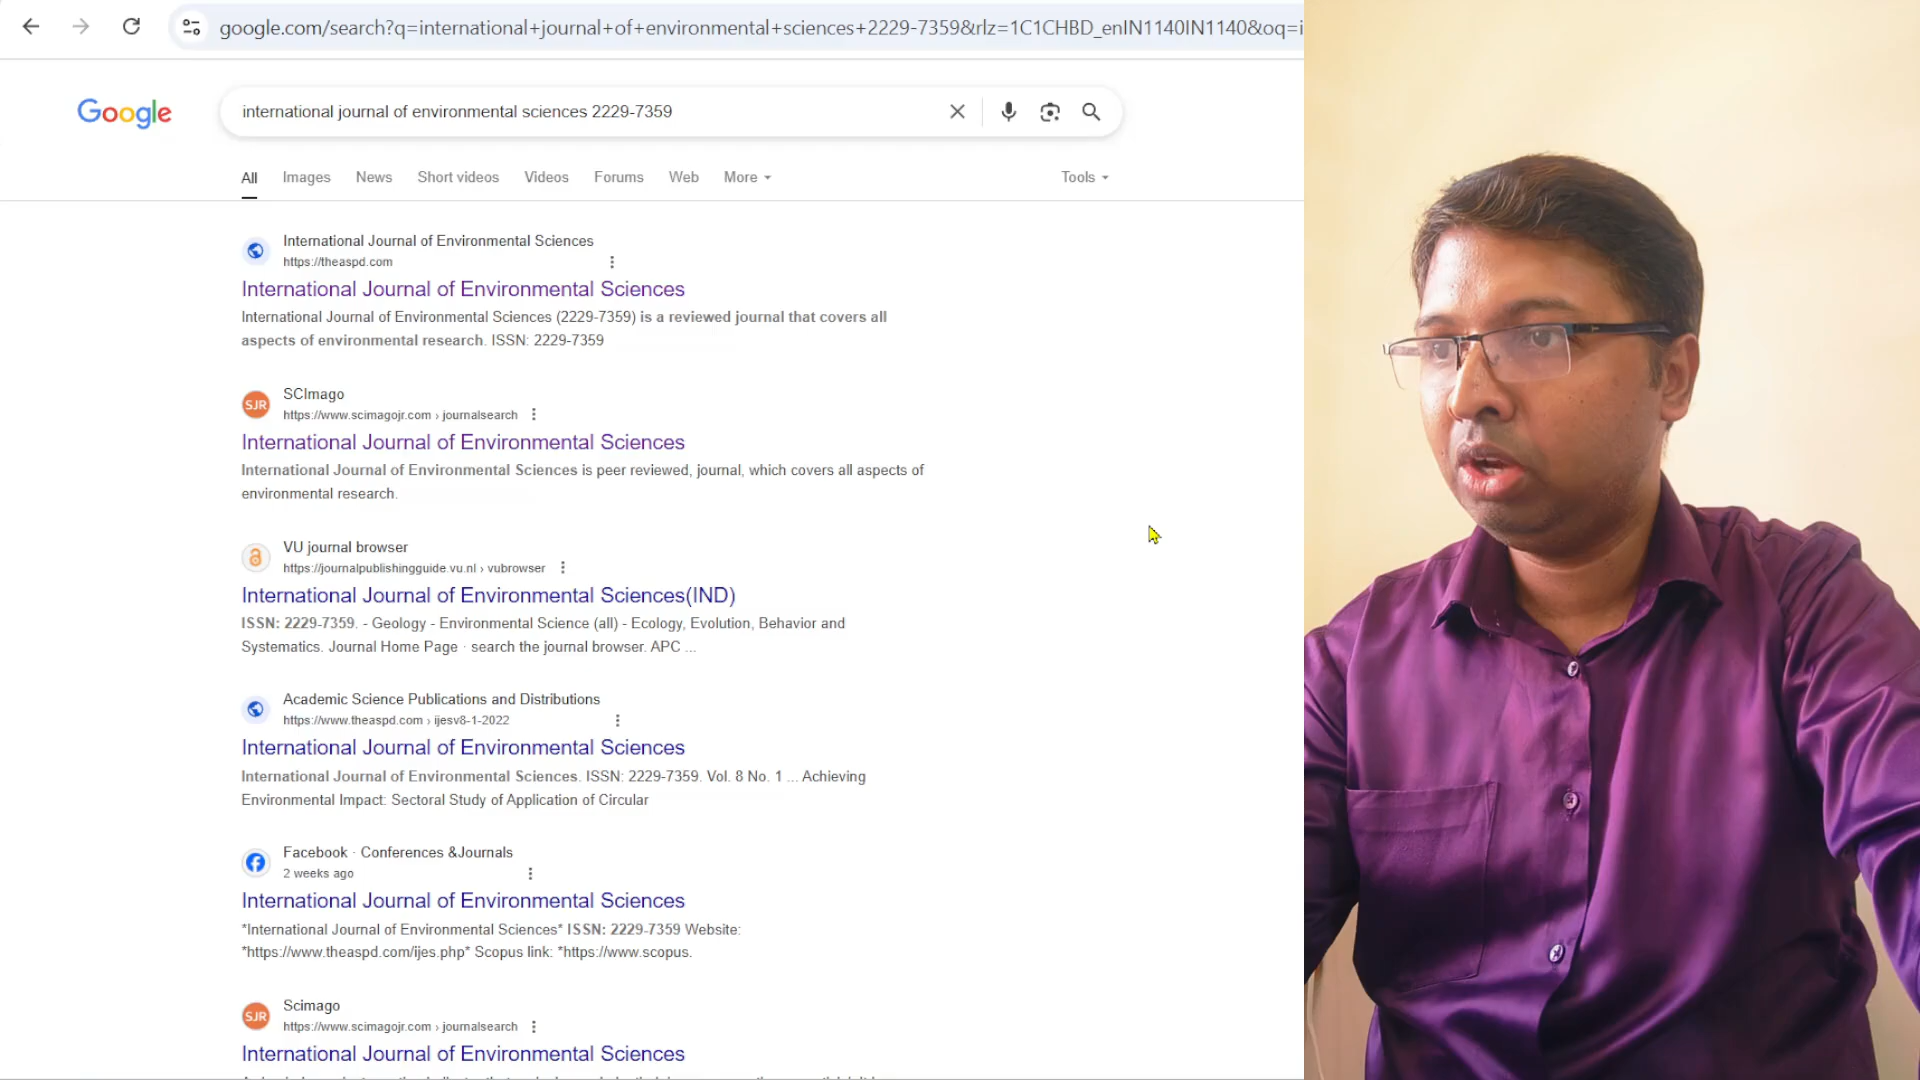 google.com/search?q=international+journal+of+environmental+sciences+2229-7359&rlz=1C1CHBD_enIN1140IN1140&oq=i
Google
international journal of environmental sciences 2229-7359
All Images News Short videos Videos Forums Web More Tools
International Journal of Environmental Sciences
https://theaspd.com
International Journal of Environmental Sciences
International Journal of Environmental Sciences (2229-7359) is a reviewed journal that covers all
aspects of environmental research. ISSN: 2229-7359
SJR
SCImago
https://www.scimagojr.com › journalsearch
International Journal of Environmental Sciences
International Journal of Environmental Sciences is peer reviewed, journal, which covers all aspects of
environmental research.
VU journal browser
https://journalpublishingguide.vu.nl › vubrowser
International Journal of Environmental Sciences(IND)
ISSN: 2229-7359. - Geology - Environmental Science (all) - Ecology, Evolution, Behavior and
Systematics. Journal Home Page · search the journal browser. APC ...
Academic Science Publications and Distributions
https://www.theaspd.com › ijesv8-1-2022
International Journal of Environmental Sciences
International Journal of Environmental Sciences. ISSN: 2229-7359. Vol. 8 No. 1 ... Achieving
Environmental Impact: Sectoral Study of Application of Circular
Facebook · Conferences &Journals
2 weeks ago
International Journal of Environmental Sciences
*International Journal of Environmental Sciences* ISSN: 2229-7359 Website:
*https://www.theaspd.com/ijes.php* Scopus link: *https://www.scopus.
SJR
Scimago
https://www.scimagojr.com › journalsearch
International Journal of Environmental Sciences